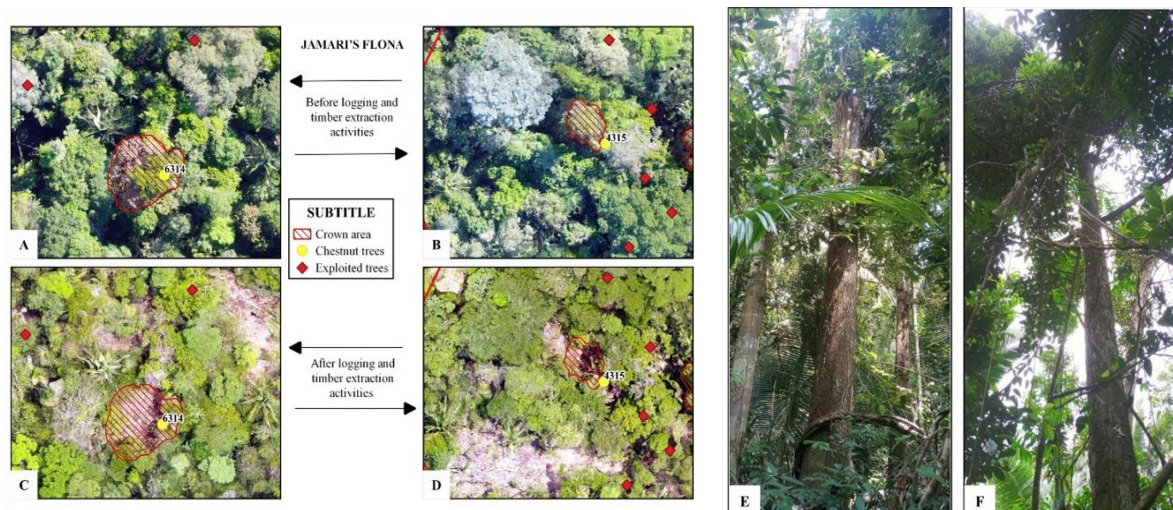 JAMARI'S FLONA
Before logging and
timber extraction
activities
SUBTITLE
Crown area
Chestnut trees
Exploited trees
After logging and
timber extraction
activities
6314
A
4315
B
6314
C
4315
D
E
F